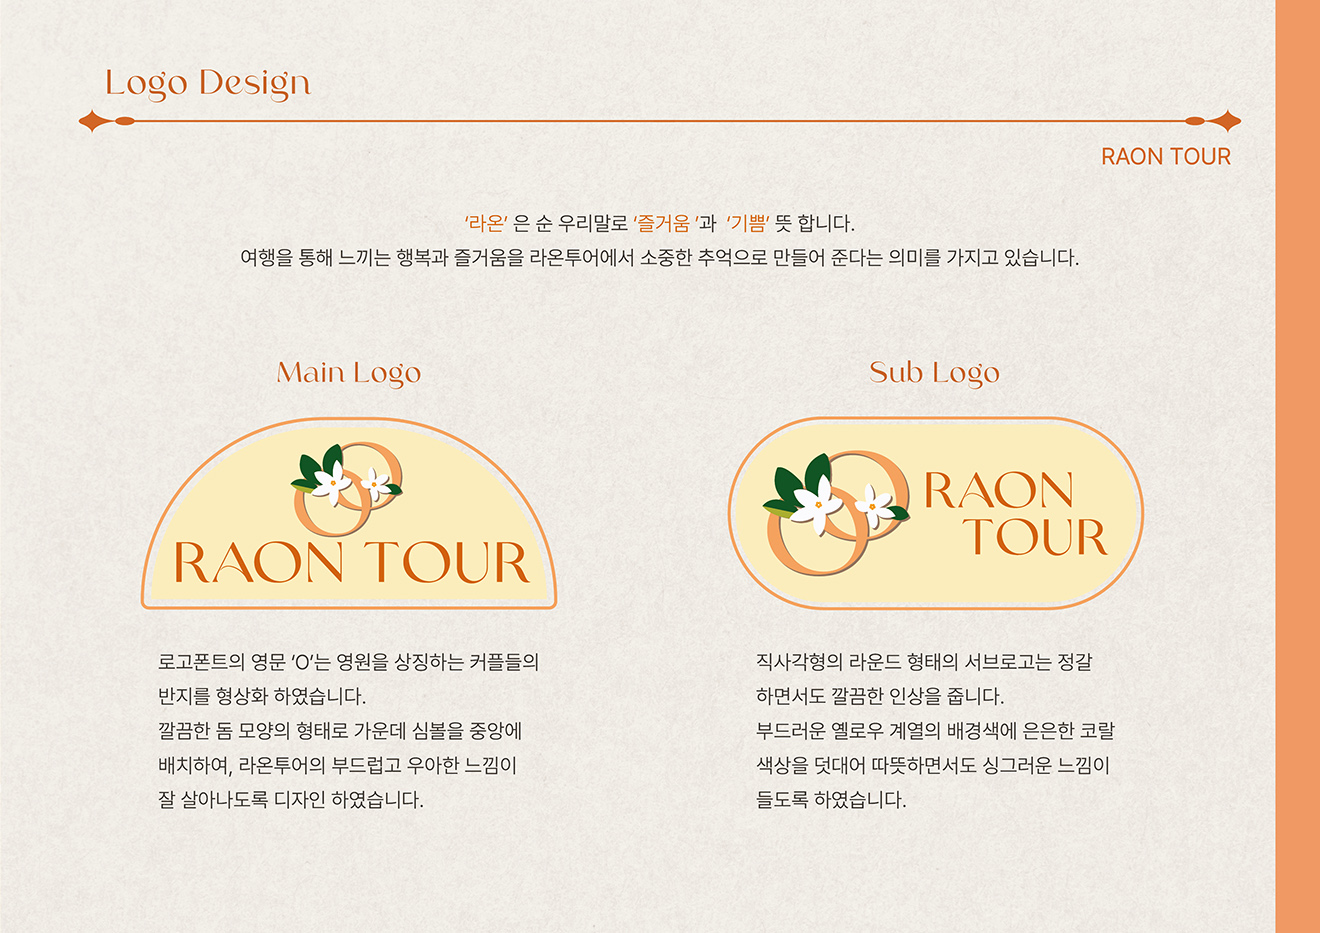 Logo Design
RAON TOUR
‘라온’ 은 순 우리말로 ‘즐거움 ’과 ‘기쁨’ 뜻 합니다.
여행을 통해 느끼는 행복과 즐거움을 라온투어에서 소중한 추억으로 만들어 준다는 의미를 가지고 있습니다.
Main Logo
RAON TOUR
로고폰트의 영문 ‘O’는 영원을 상징하는 커플들의
반지를 형상화 하였습니다.
깔끔한 돔 모양의 형태로 가운데 심볼을 중앙에
배치하여, 라온투어의 부드럽고 우아한 느낌이
잘 살아나도록 디자인 하였습니다.
Sub Logo
RAON
TOUR
직사각형의 라운드 형태의 서브로고는 정갈
하면서도 깔끔한 인상을 줍니다.
부드러운 옐로우 계열의 배경색에 은은한 코랄
색상을 덧대어 따뜻하면서도 싱그러운 느낌이
들도록 하였습니다.